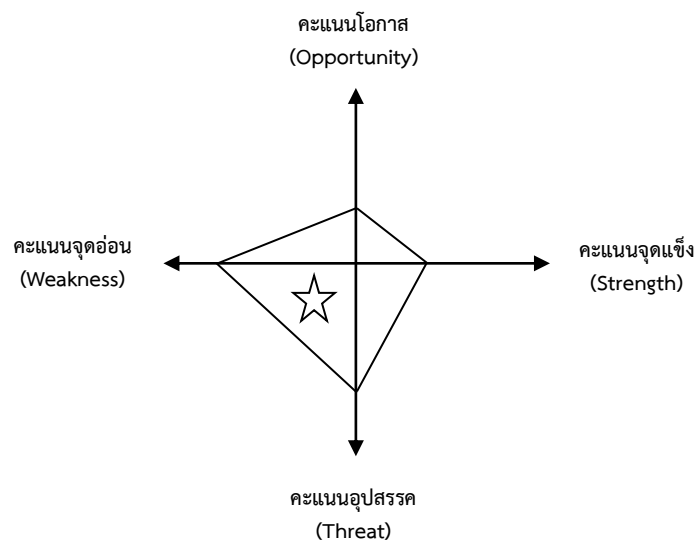 คะแนนโอกาส
(Opportunity)
คะแนนจุดอ่อน
(Weakness)
คะแนนจุดแข็ง
(Strength)
คะแนนอุปสรรค
(Threat)